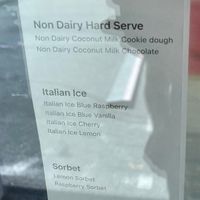 Non Dairy Hard Serve
Non Dairy Coconut Milk Cookie dough
Non Dairy Coconut Milk Chocolate
Italian Ice
Italian Ice Blue Raspberry
Italian Ice Blue Vanilla
Italian Ice Cherry
Italian Ice Lemon
Sorbet
Lemon Sorbet
Raspberry Sorbet